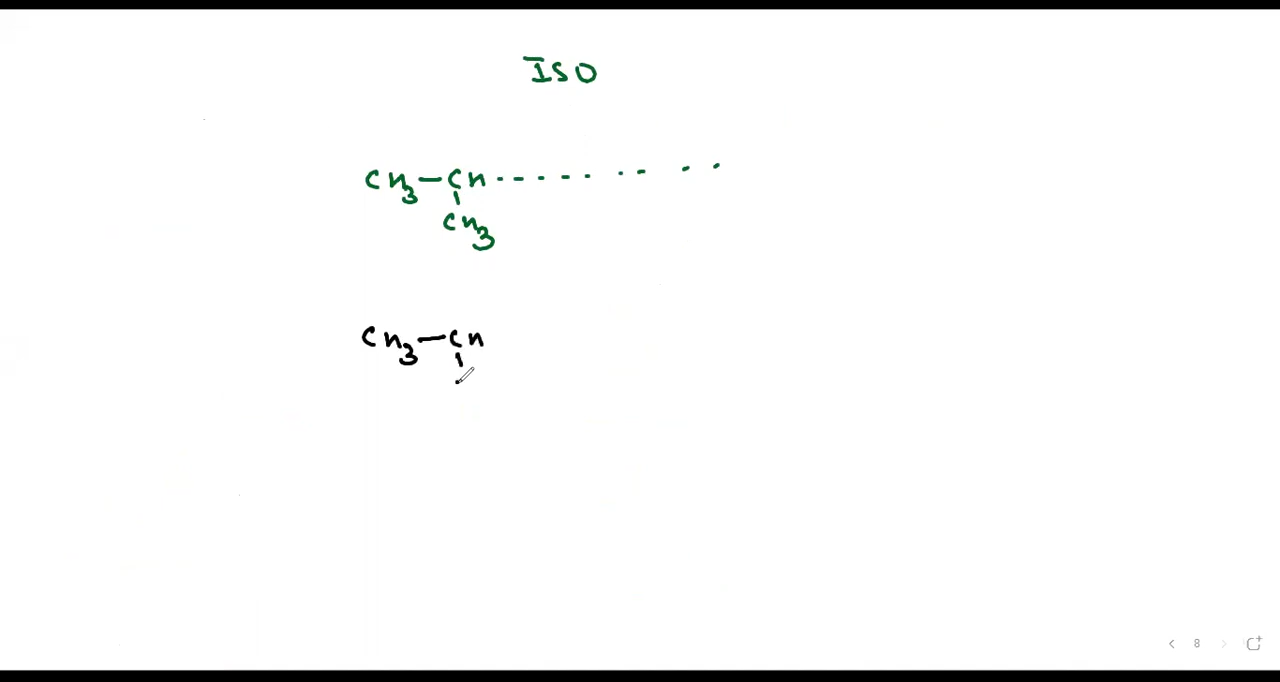 ISO
CH₃-CH..........
CH₃
CH₃-CH
8